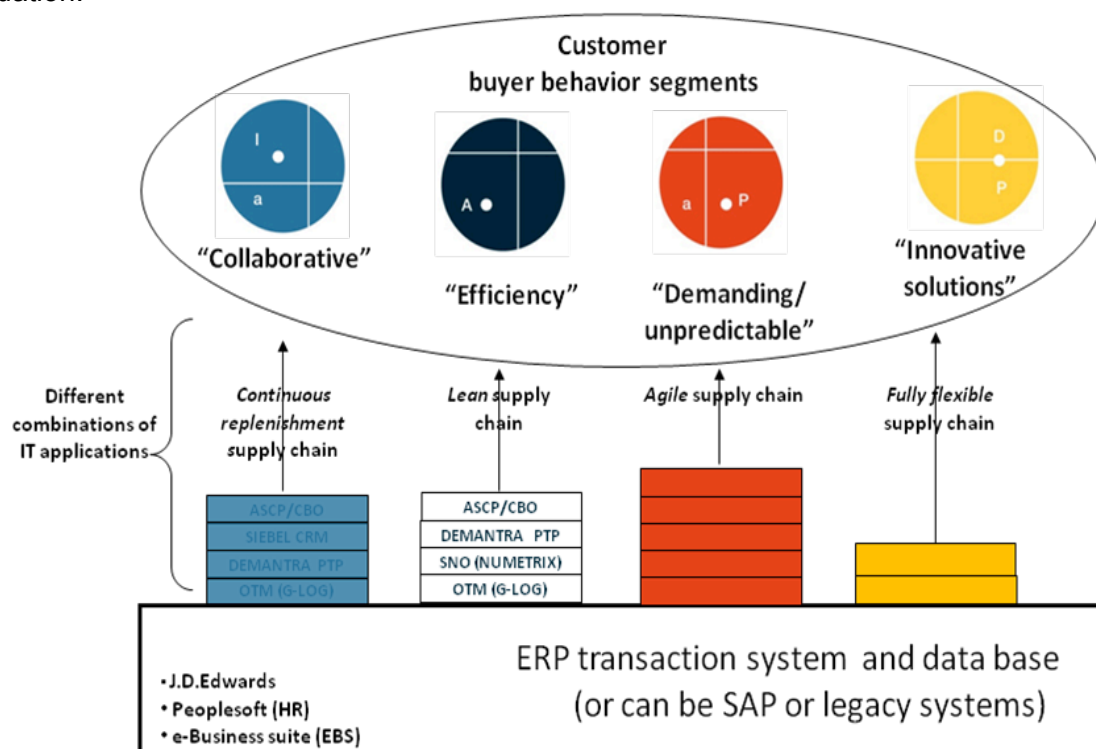 Customer
buyer behavior segments
I
a
A
a
P
D
P
“Collaborative”
“Efficiency”
“Demanding/
unpredictable”
“Innovative
solutions”
Different
combinations of
IT applications
Continuous
replenishment
supply chain
Lean supply
chain
Agile supply chain
Fully flexible
supply chain
ASCP/CBO
SIEBEL CRM
DEMANTRA PTP
OTM (G-LOG)
ASCP/CBO
DEMANTRA PTP
SNO (NUMETRIX)
OTM (G-LOG)
ERP transaction system and data base
(or can be SAP or legacy systems)
•J.D.Edwards
• Peoplesoft (HR)
• e-Business suite (EBS)